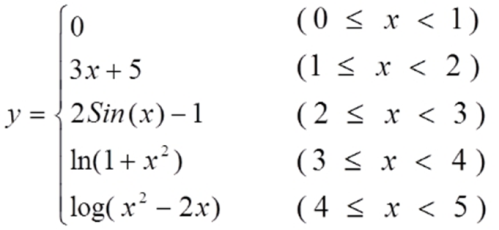 0 ( 0 ≤ x < 1 )
3x + 5 ( 1 ≤ x < 2 )
y = { 2Sin(x) − 1 ( 2 ≤ x < 3 )
ln(1 + x²) ( 3 ≤ x < 4 )
log( x² − 2x) ( 4 ≤ x < 5 )